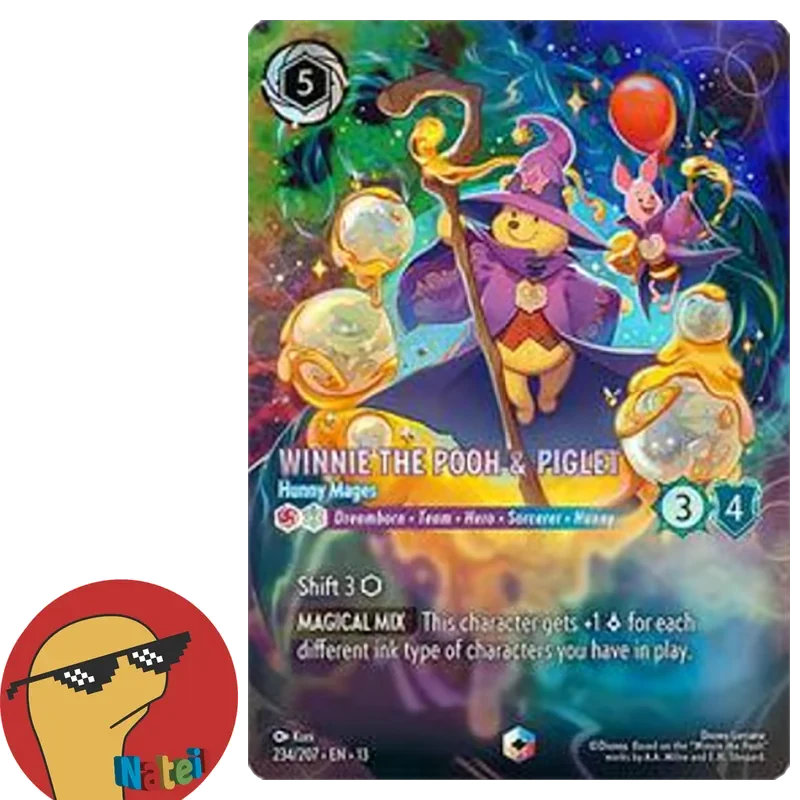 5
WINNIE THE POOH & PIGLET
Hunny Mages
3 4
Dreamborn • Team • Hero • Sorcerer • Hunny
Shift 3
MAGICAL MIX This character gets +1 for each
different ink type of characters you have in play.
Disney Lorcana
©Disney Based on the "Winnie the Pooh"
234/207 • EN • 13
works by A.A. Milne and E.H. Shepard.
Natei